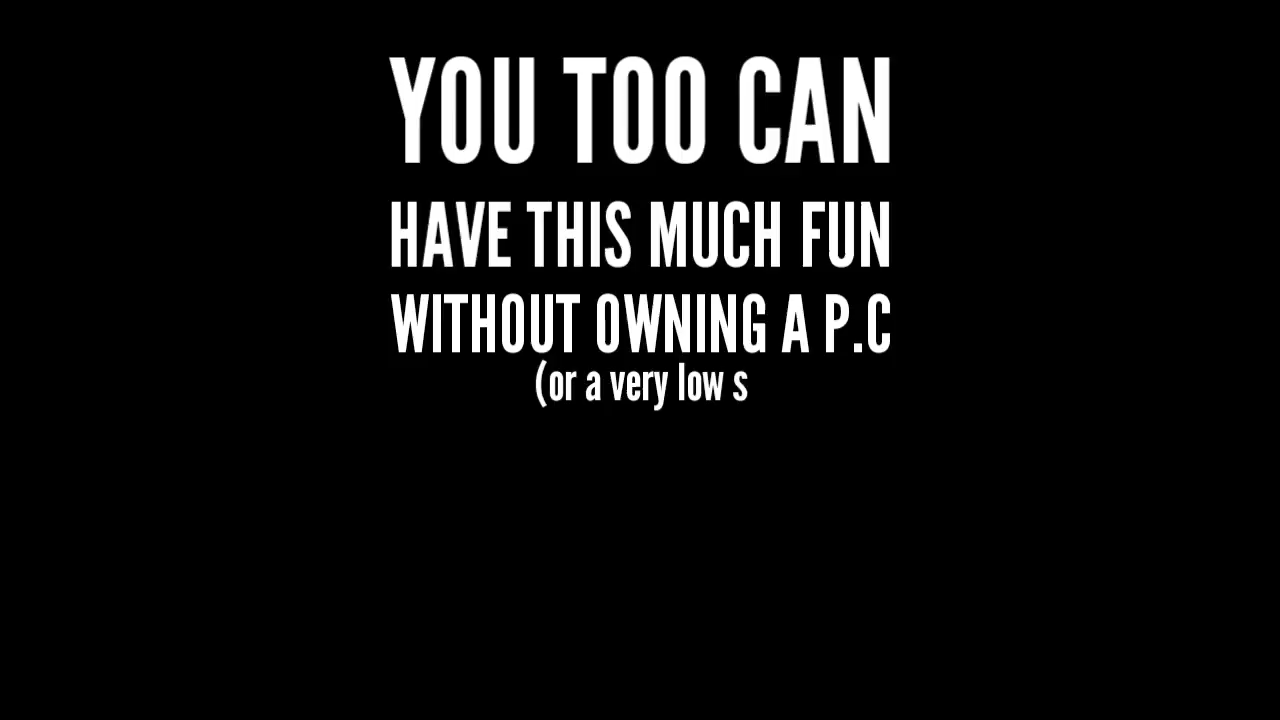 YOU TOO CAN
HAVE THIS MUCH FUN
WITHOUT OWNING A P.C
(or a very low s